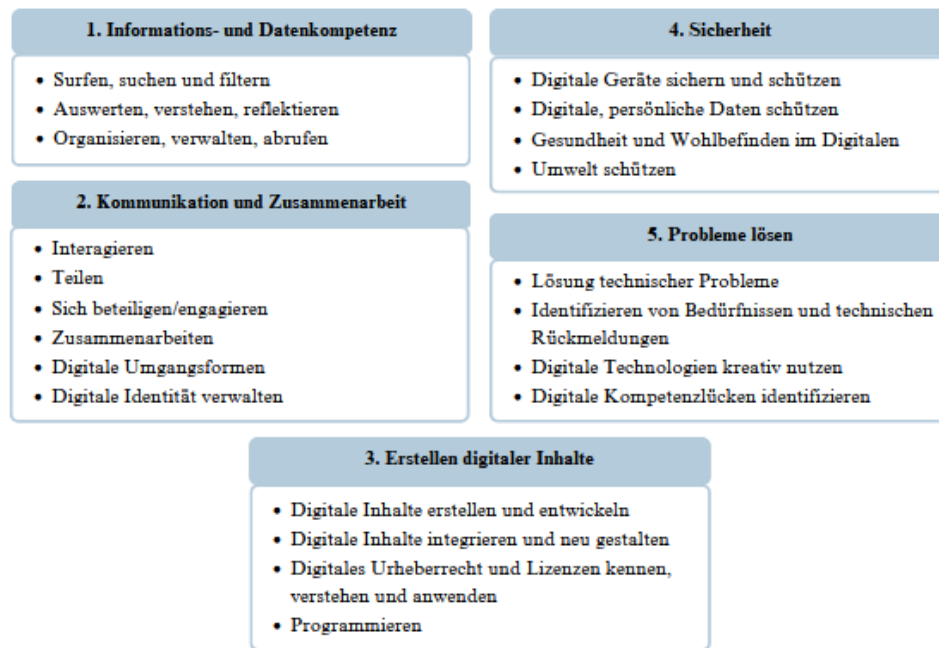 1. Informations- und Datenkompetenz
• Surfen, suchen und filtern
• Auswerten, verstehen, reflektieren
• Organisieren, verwalten, abrufen
2. Kommunikation und Zusammenarbeit
• Interagieren
• Teilen
• Sich beteiligen/engagieren
• Zusammenarbeiten
• Digitale Umgangsformen
• Digitale Identität verwalten
4. Sicherheit
• Digitale Geräte sichern und schützen
• Digitale, persönliche Daten schützen
• Gesundheit und Wohlbefinden im Digitalen
• Umwelt schützen
5. Probleme lösen
• Lösung technischer Probleme
• Identifizieren von Bedürfnissen und technischen
Rückmeldungen
• Digitale Technologien kreativ nutzen
• Digitale Kompetenzlücken identifizieren
3. Erstellen digitaler Inhalte
• Digitale Inhalte erstellen und entwickeln
• Digitale Inhalte integrieren und neu gestalten
• Digitales Urheberrecht und Lizenzen kennen,
verstehen und anwenden
• Programmieren